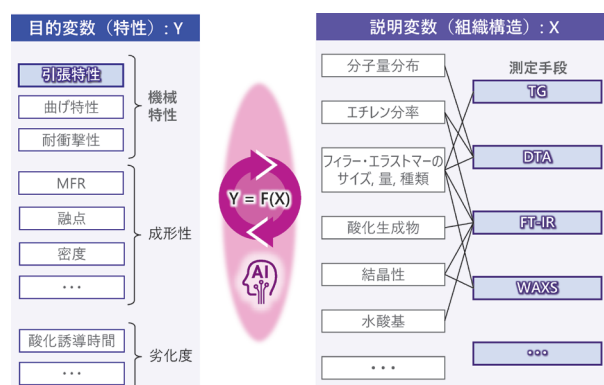 目的変数（特性）: Y
引張特性
曲げ特性
耐衝撃性
機械
特性
MFR
融点
密度
・・・
成形性
酸化誘導時間
・・・
劣化度
Y = F(X)
AI
説明変数（組織構造）: X
分子量分布
エチレン分率
フィラー・エラストマーの
サイズ, 量, 種類
酸化生成物
結晶性
水酸基
・・・
測定手段
TG
DTA
FT-IR
WAXS
・・・